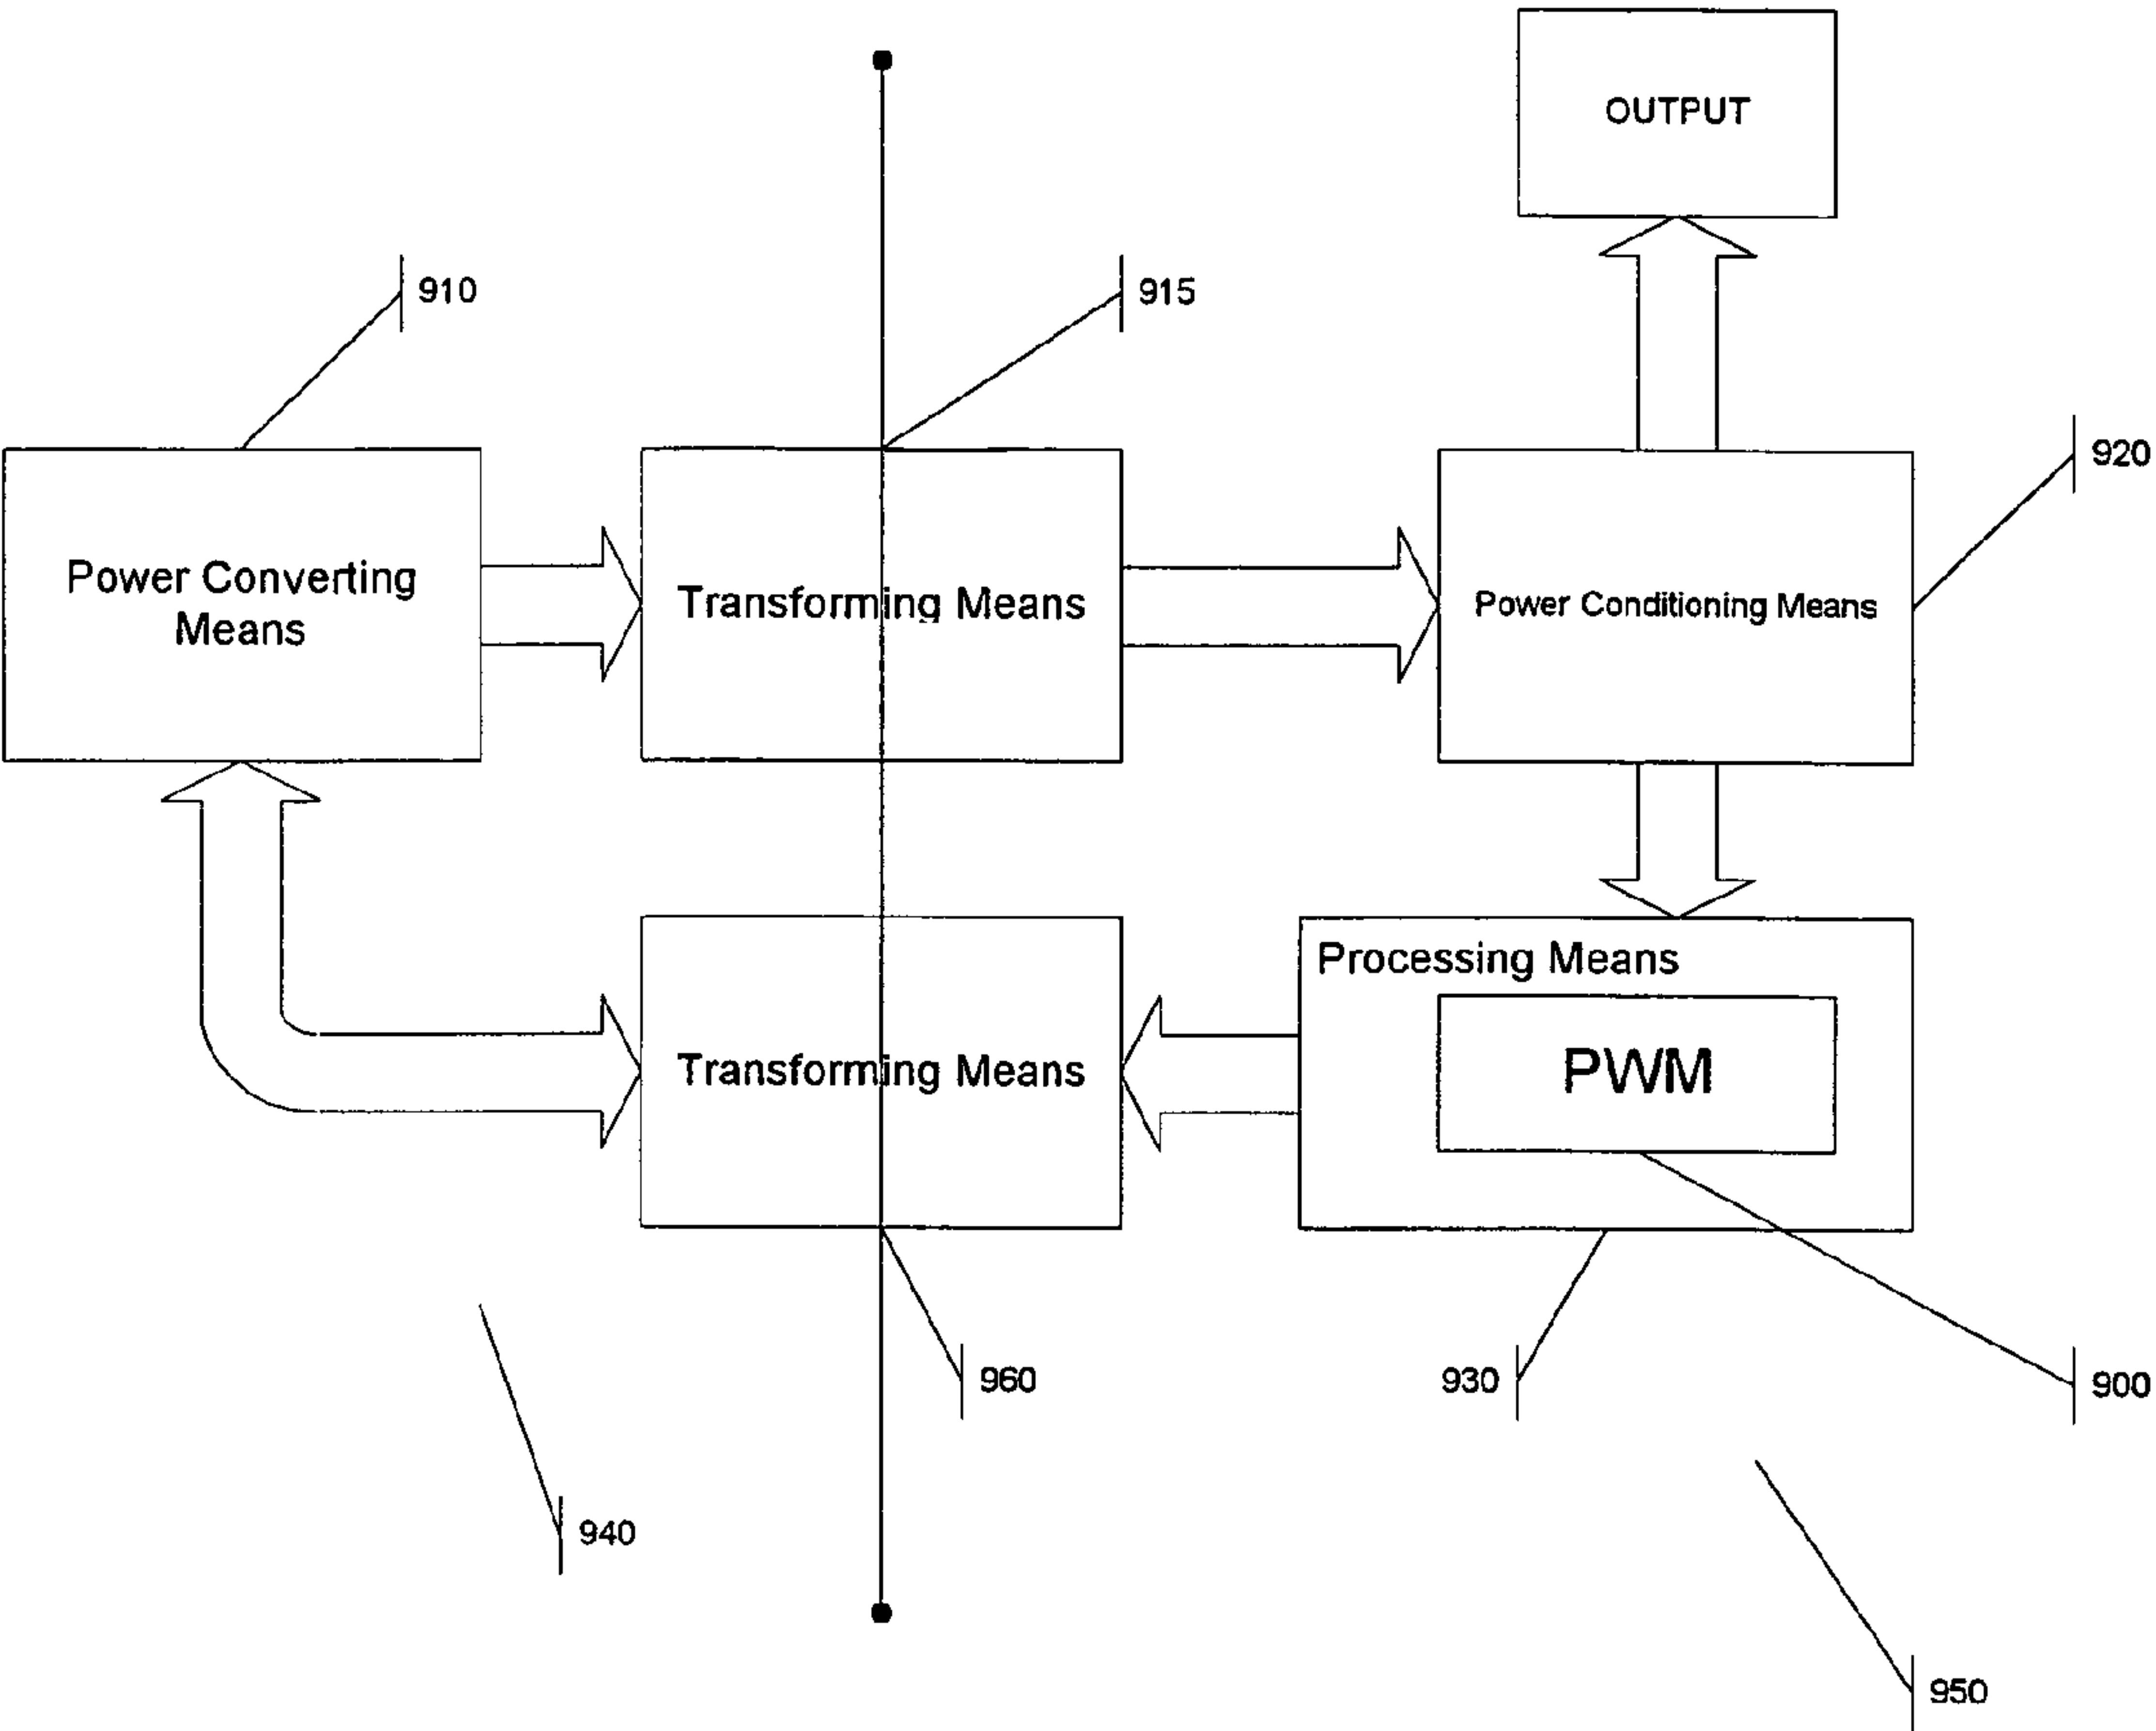 OUTPUT
910
915
920
Power Converting
Means
Transforming Means
Power Conditioning Means
Processing Means
PWM
Transforming Means
960
930
900
940
950